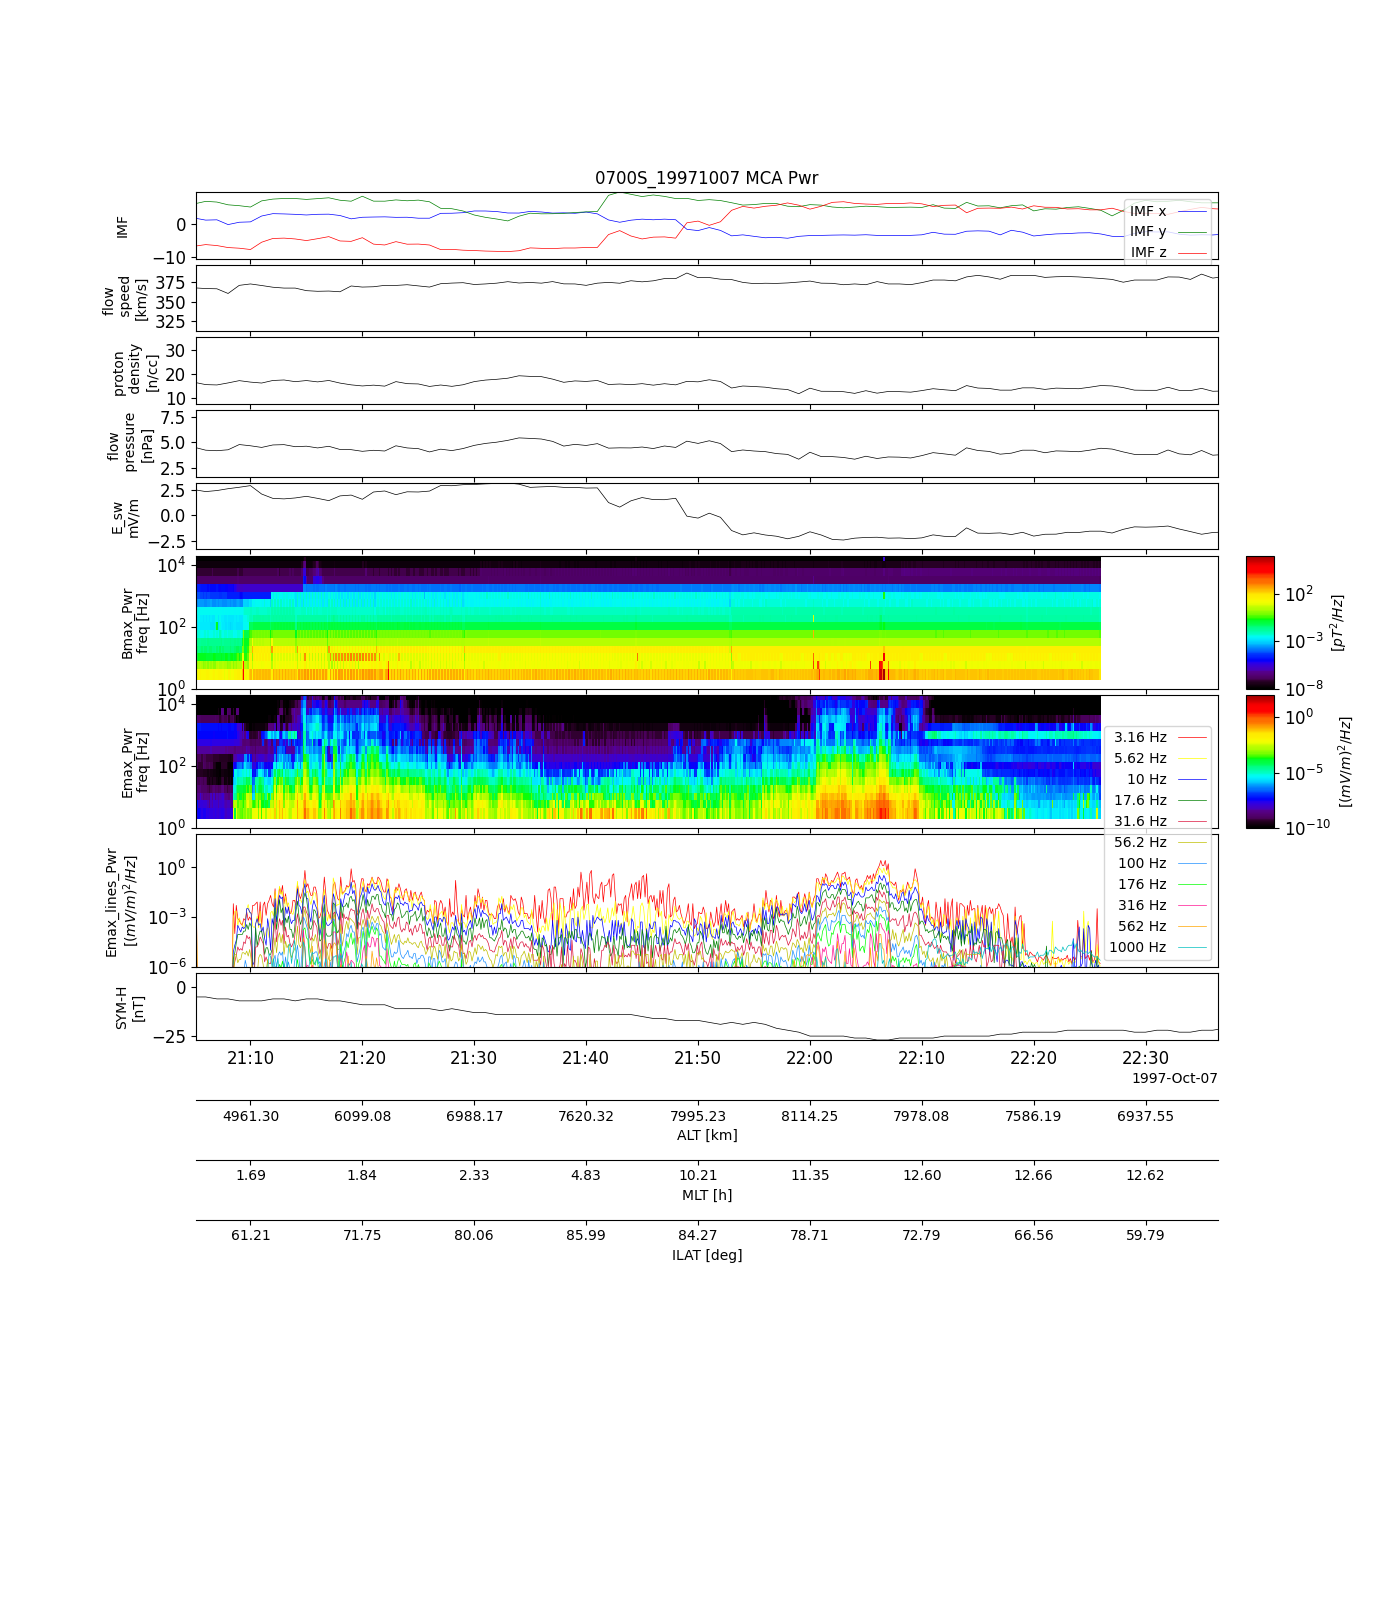 0700S_19971007 MCA Pwr
IMF
0
−10
IMF x
IMF y
IMF z
flow
speed
[km/s]
375
350
325
proton
density
[n/cc]
30
20
10
flow
pressure
[nPa]
7.5
5.0
2.5
E_sw
mV/m
2.5
0.0
−2.5
Bmax_Pwr
freq [Hz]
10^4
10^2
10^0
10^2
10^−3
10^−8
[pT^2/Hz]
Emax_Pwr
freq [Hz]
10^4
10^2
10^0
10^0
10^−5
10^−10
[(mV/m)^2/Hz]
3.16 Hz
5.62 Hz
10 Hz
17.6 Hz
31.6 Hz
56.2 Hz
100 Hz
176 Hz
316 Hz
562 Hz
1000 Hz
Emax_lines_Pwr
[(mV/m)^2/Hz]
10^0
10^−3
10^−6
SYM-H
[nT]
0
−25
21:10 21:20 21:30 21:40 21:50 22:00 22:10 22:20 22:30
1997-Oct-07
4961.30 6099.08 6988.17 7620.32 7995.23 8114.25 7978.08 7586.19 6937.55
ALT [km]
1.69 1.84 2.33 4.83 10.21 11.35 12.60 12.66 12.62
MLT [h]
61.21 71.75 80.06 85.99 84.27 78.71 72.79 66.56 59.79
ILAT [deg]